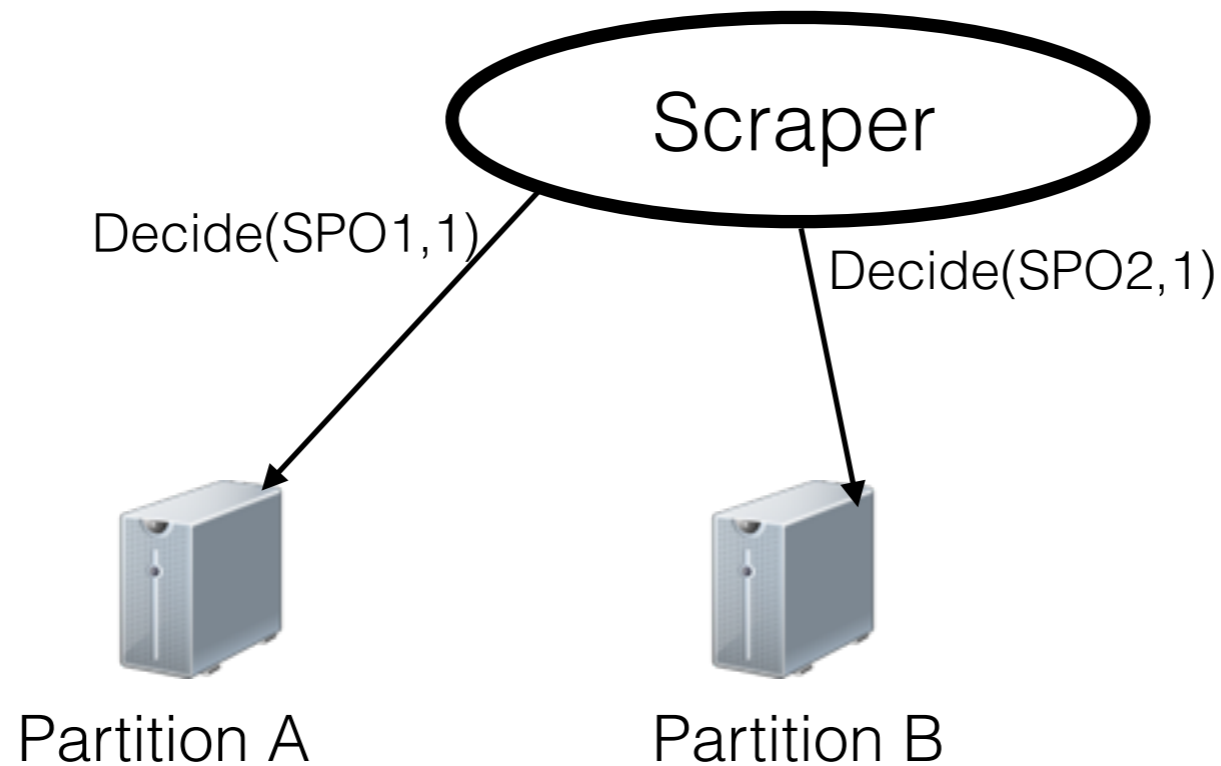 Scraper
Decide(SPO1,1)
Decide(SPO2,1)
Partition A
Partition B